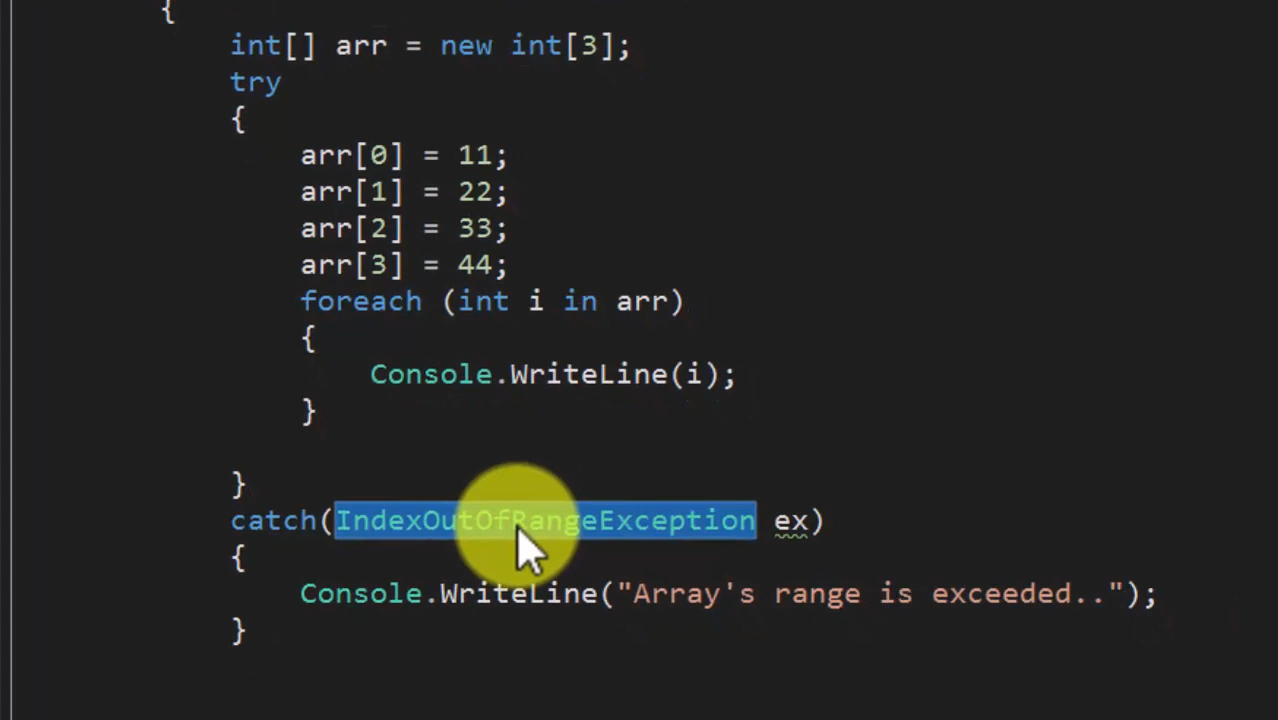 {
int[] arr = new int[3];
try
{
arr[0] = 11;
arr[1] = 22;
arr[2] = 33;
arr[3] = 44;
foreach (int i in arr)
{
Console.WriteLine(i);
}
}
catch(IndexOutOfRangeException ex)
{
Console.WriteLine("Array's range is exceeded..");
}